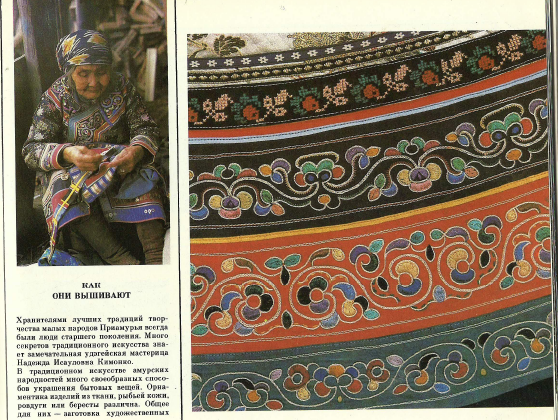 КАК
ОНИ ВЫШИВАЮТ
Хранителями лучших традиций твор-
чества малых народов Приамурья всегда
были люди старшего поколения. Много
секретов традиционного искусства зна-
ет замечательная удэгейская мастерица
Надежда Исауловна Кимонко.
В традиционном искусстве амурских
народностей много своеобразных спосо-
бов украшения бытовых вещей. Орна-
ментика изделий из ткани, рыбьей кожи,
ровдуги или бересты различна. Общее
для них — заготовка художественных